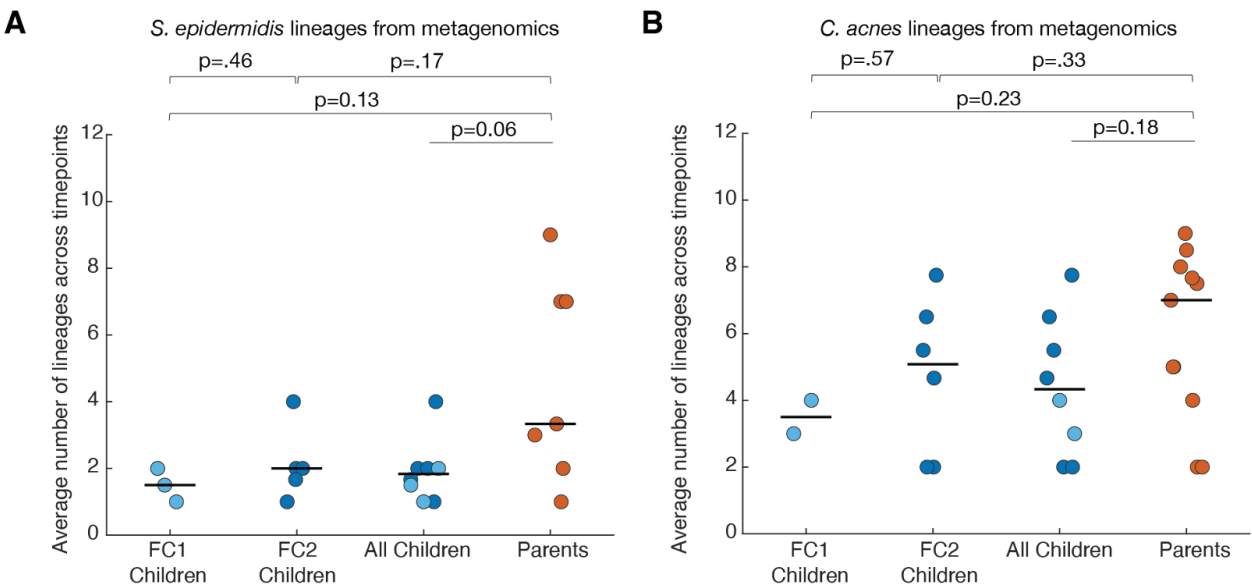 A
S. epidermidis lineages from metagenomics
p=.46
p=.17
p=0.13
p=0.06
Average number of lineages across timepoints
12
10
8
6
4
2
0
FC1
Children
FC2
Children
All Children
Parents
B
C. acnes lineages from metagenomics
p=.57
p=.33
p=0.23
p=0.18
Average number of lineages across timepoints
12
10
8
6
4
2
0
FC1
Children
FC2
Children
All Children
Parents